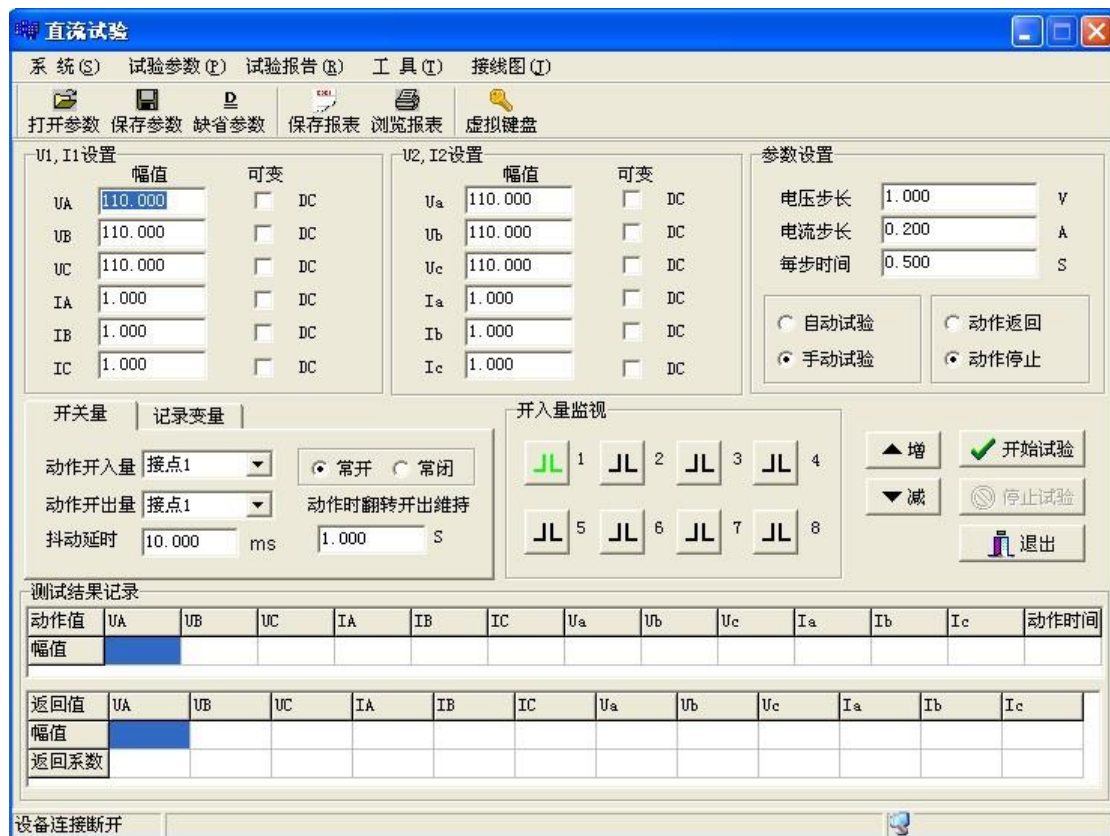 直流试验
系 统(S) 试验参数(P) 试验报告(R) 工 具(T) 接线图(J)
打开参数 保存参数 缺省参数 保存报表 浏览报表 虚拟键盘
U1,I1设置 U2,I2设置 参数设置
幅值 可变 幅值 可变
UA 110.000 DC Ua 110.000 DC 电压步长 1.000 V
UB 110.000 DC Ub 110.000 DC 电流步长 0.200 A
UC 110.000 DC Uc 110.000 DC 每步时间 0.500 S
IA 1.000 DC Ia 1.000 DC
IB 1.000 DC Ib 1.000 DC 自动试验 动作返回
IC 1.000 DC Ic 1.000 DC 手动试验 动作停止
开关量 记录变量 开入量监视
动作开入量 接点1 常开 常闭 1 2 3 4 增 开始试验
动作开出量 接点1 动作时翻转开出维持 减 停止试验
抖动延时 10.000 ms 1.000 S 5 6 7 8 退出
测试结果记录
动作值 UA UB UC IA IB IC Ua Ub Uc Ia Ib Ic 动作时间
幅值
返回值 UA UB UC IA IB IC Ua Ub Uc Ia Ib Ic
幅值
返回系数
设备连接断开